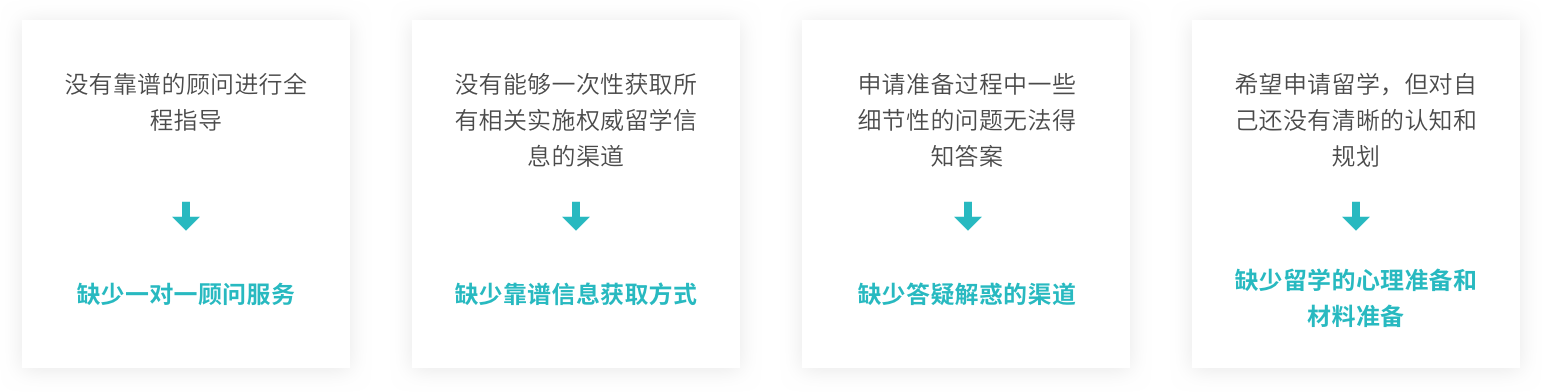 没有靠谱的顾问进行全
程指导
缺少一对一顾问服务
没有能够一次性获取所
有相关实施权威留学信
息的渠道
缺少靠谱信息获取方式
申请准备过程中一些
细节性的问题无法得
知答案
缺少答疑解惑的渠道
希望申请留学，但对自
己还没有清晰的认知和
规划
缺少留学的心理准备和
材料准备